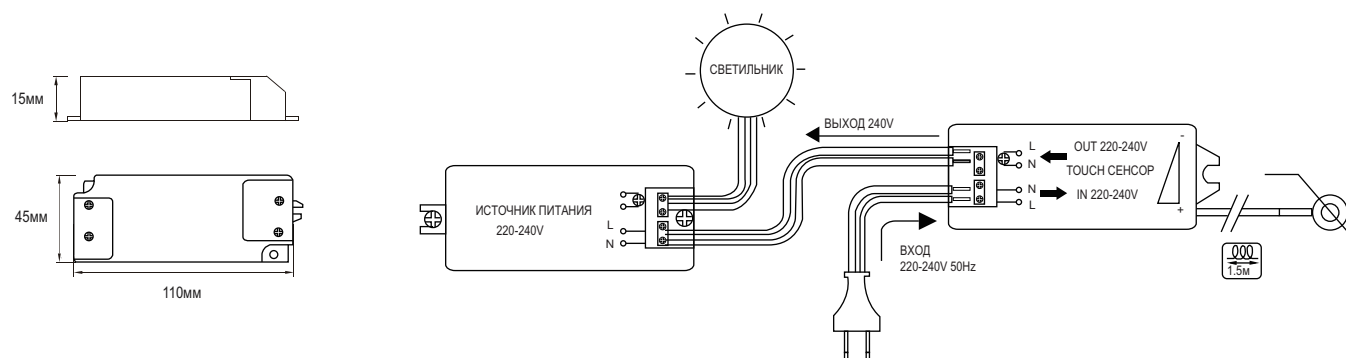 15мм
45мм
110мм
СВЕТИЛЬНИК
ИСТОЧНИК ПИТАНИЯ
220-240V
L
N
ВЫХОД 240V
ВХОД
220-240V 50Hz
L
OUT 220-240V
N
TOUCH СЕНСОР
N
IN 220-240V
L
-
+
1.5м